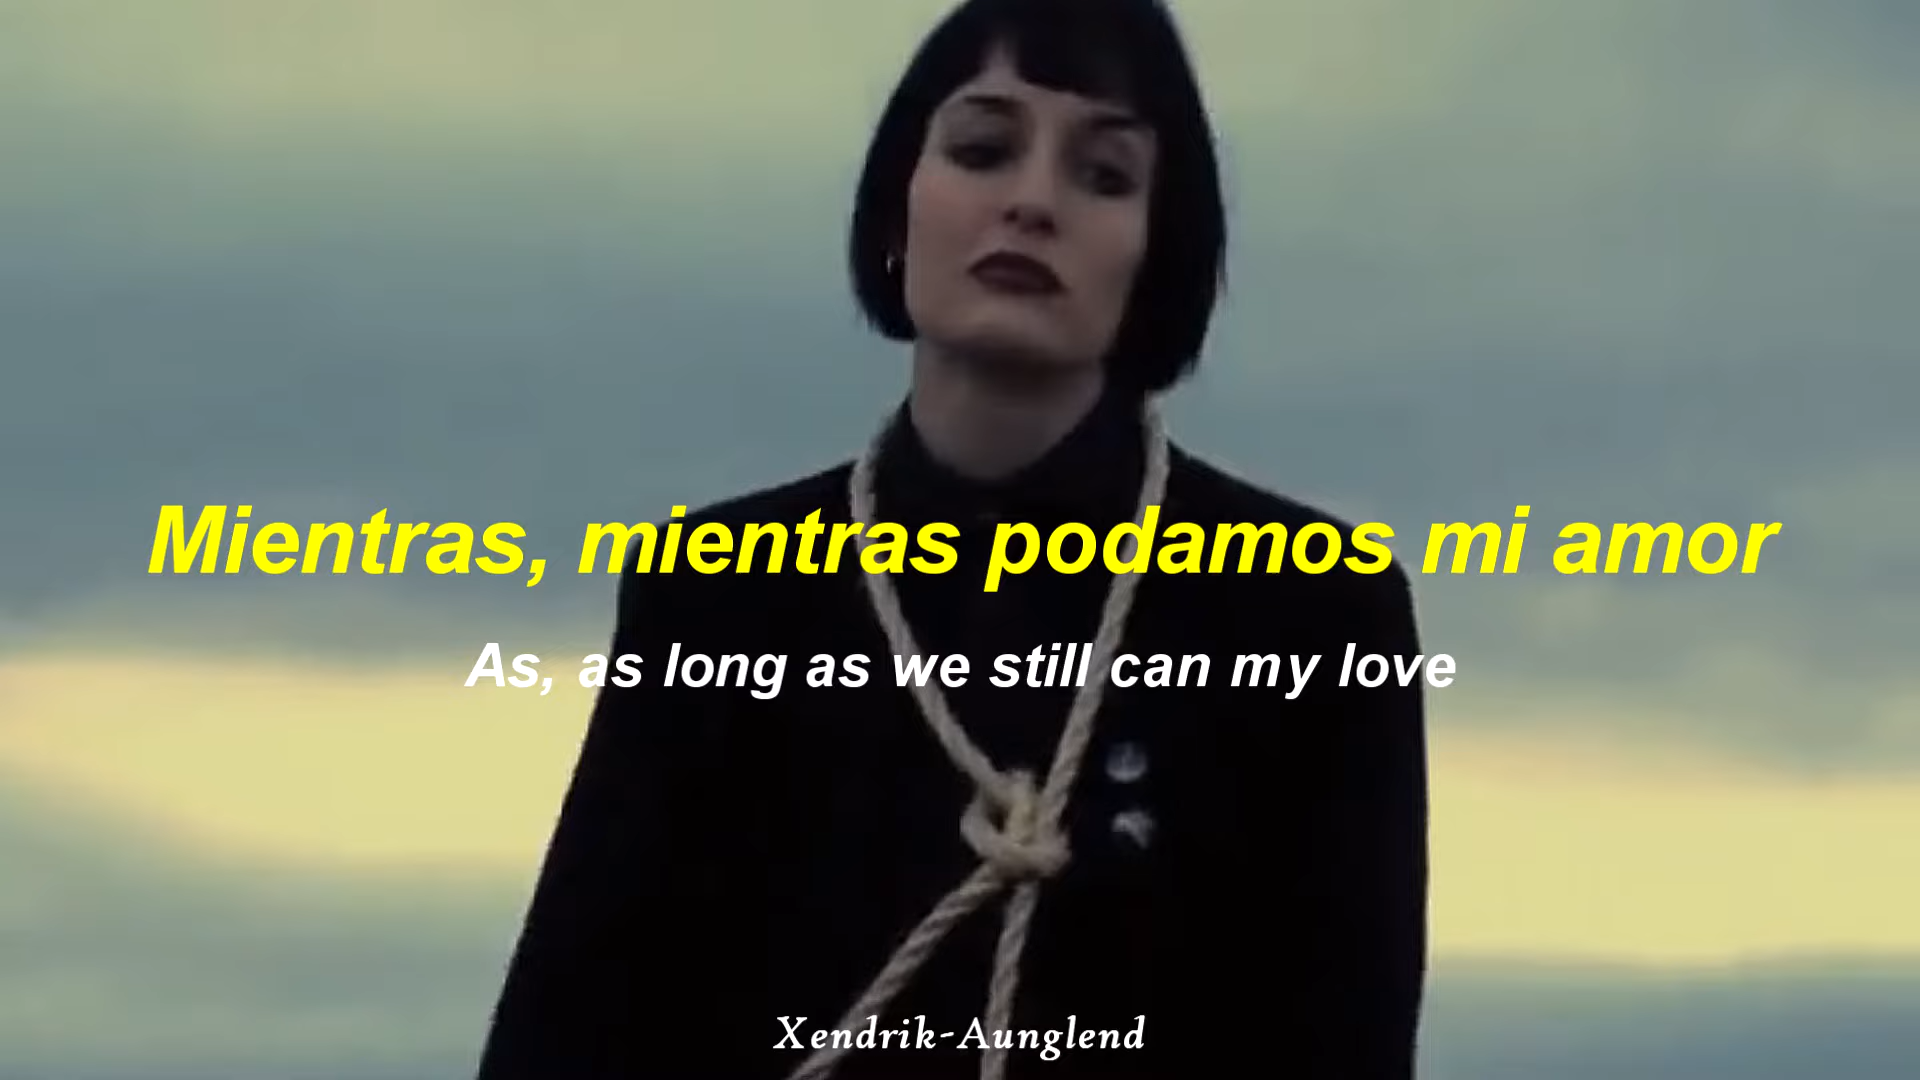 Mientras, mientras podamos mi amor
As, as long as we still can my love
Xendrik-Aunglend